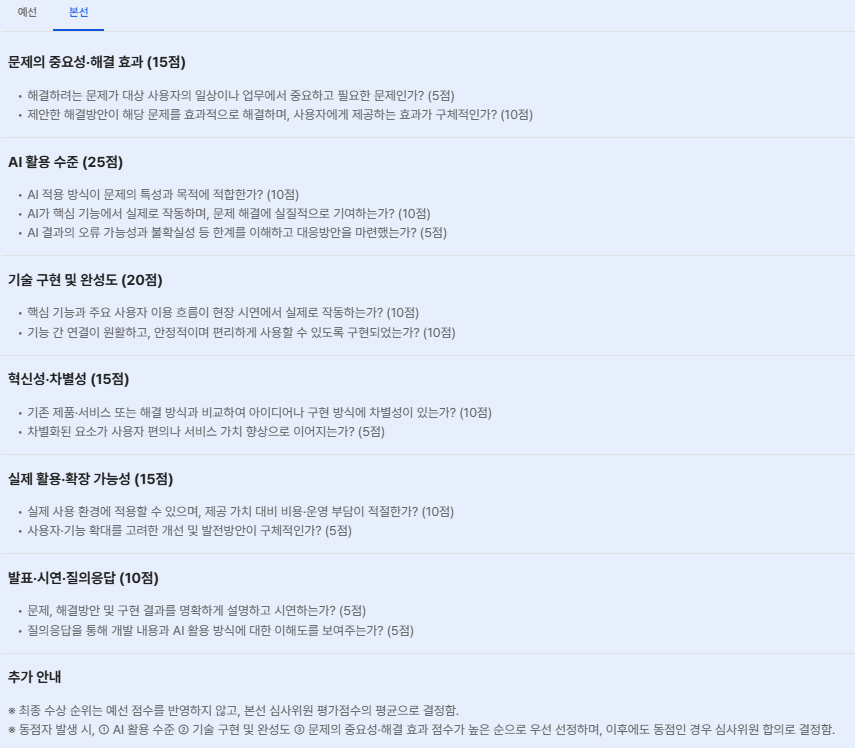 예선 본선
문제의 중요성·해결 효과 (15점)
• 해결하려는 문제가 대상 사용자의 일상이나 업무에서 중요하고 필요한 문제인가? (5점)
• 제안한 해결방안이 해당 문제를 효과적으로 해결하며, 사용자에게 제공하는 효과가 구체적인가? (10점)
AI 활용 수준 (25점)
• AI 적용 방식이 문제의 특성과 목적에 적합한가? (10점)
• AI가 핵심 기능에서 실제로 작동하며, 문제 해결에 실질적으로 기여하는가? (10점)
• AI 결과의 오류 가능성과 불확실성 등 한계를 이해하고 대응방안을 마련했는가? (5점)
기술 구현 및 완성도 (20점)
• 핵심 기능과 주요 사용자 이용 흐름이 현장 시연에서 실제로 작동하는가? (10점)
• 기능 간 연결이 원활하고, 안정적이며 편리하게 사용할 수 있도록 구현되었는가? (10점)
혁신성·차별성 (15점)
• 기존 제품·서비스 또는 해결 방식과 비교하여 아이디어나 구현 방식에 차별성이 있는가? (10점)
• 차별화된 요소가 사용자 편의나 서비스 가치 향상으로 이어지는가? (5점)
실제 활용·확장 가능성 (15점)
• 실제 사용 환경에 적용할 수 있으며, 제공 가치 대비 비용·운영 부담이 적절한가? (10점)
• 사용자·기능 확대를 고려한 개선 및 발전방안이 구체적인가? (5점)
발표·시연·질의응답 (10점)
• 문제, 해결방안 및 구현 결과를 명확하게 설명하고 시연하는가? (5점)
• 질의응답을 통해 개발 내용과 AI 활용 방식에 대한 이해도를 보여주는가? (5점)
추가 안내
※ 최종 수상 순위는 예선 점수를 반영하지 않고, 본선 심사위원 평가점수의 평균으로 결정함.
※ 동점자 발생 시, ① AI 활용 수준 ② 기술 구현 및 완성도 ③ 문제의 중요성·해결 효과 점수가 높은 순으로 우선 선정하며, 이후에도 동점인 경우 심사위원 합의로 결정함.